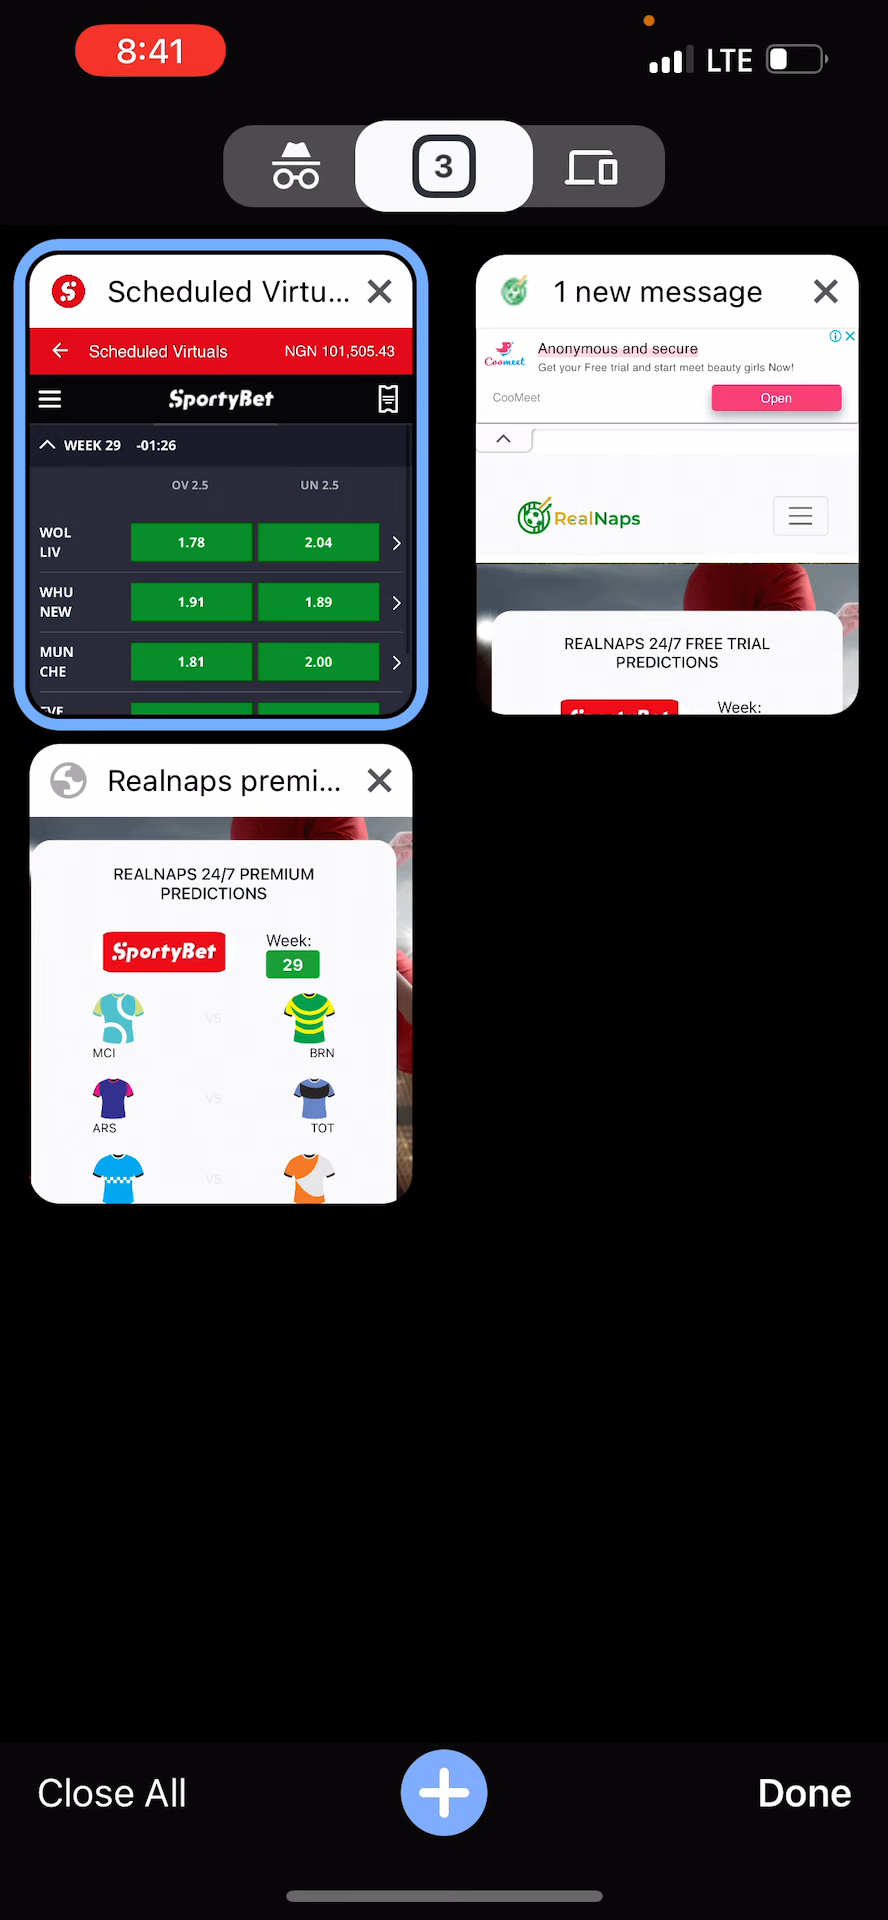 8:41
LTE
3
Scheduled Virtu...
Scheduled Virtuals NGN 101,505.43
SportyBet
WEEK 29 -01:26
OV 2.5 UN 2.5
WOL
LIV
1.78 2.04
WHU
NEW
1.91 1.89
MUN
CHE
1.81 2.00
1 new message
CooMeet
Anonymous and secure
Get your Free trial and start meet beauty girls Now!
CooMeet
Open
RealNaps
REALNAPS 24/7 FREE TRIAL
PREDICTIONS
Week:
Realnaps premi...
REALNAPS 24/7 PREMIUM
PREDICTIONS
SportyBet
Week:
29
VS
MCI BRN
VS
ARS TOT
VS
Close All
Done